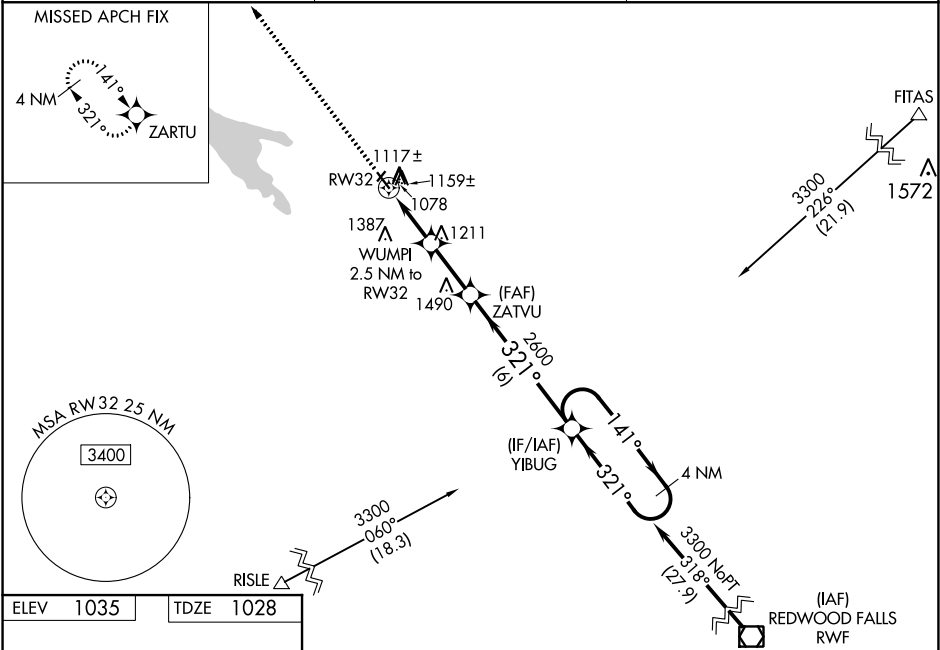 MISSED APCH FIX
4 NM
141°
321°
ZARTU
FITAS
1572
3300
226°
(21.9)
1117±
RW32
1159±
1078
1387
1211
WUMPI
2.5 NM to
RW32
1490
(FAF)
ZATVU
2600
321°
(6)
MSA RW32 25 NM
3400
(IF/IAF)
YIBUG
141°
321°
4 NM
3300
060°
(18.3)
RISLE
3300 NoPT
318°
(27.9)
(IAF)
REDWOOD FALLS
RWF
ELEV 1035
TDZE 1028